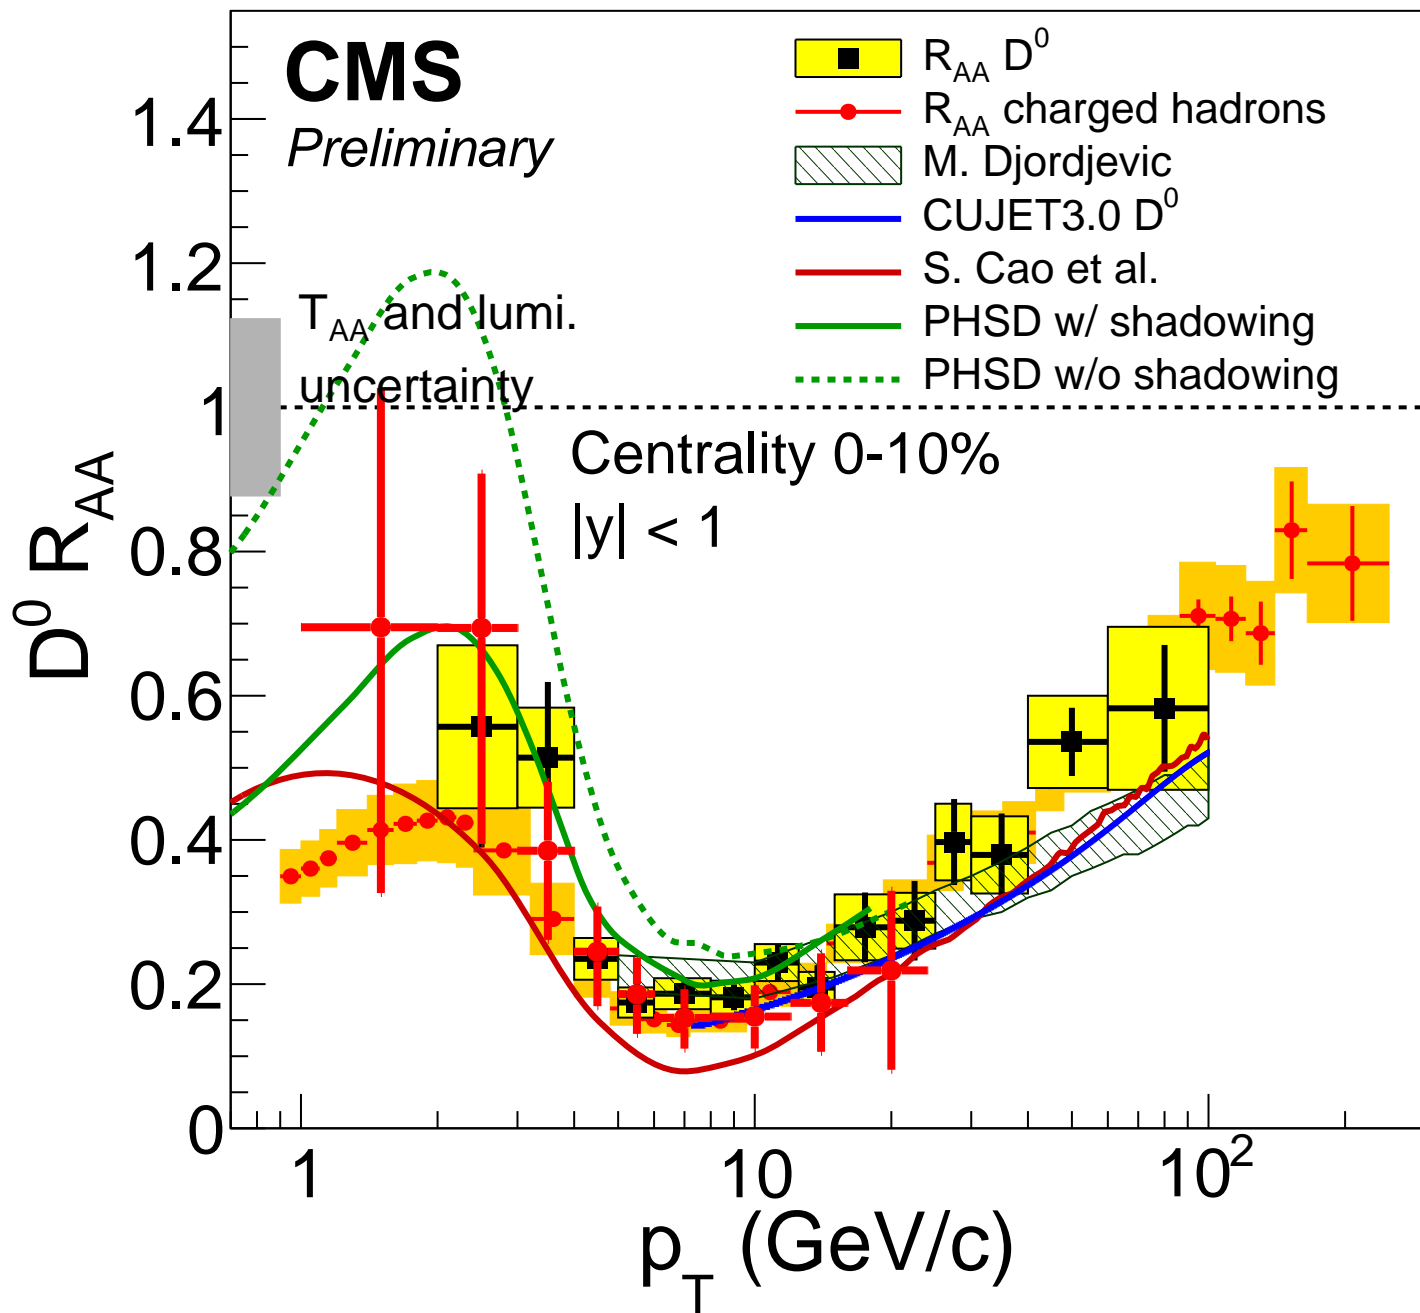 CMS
Preliminary
R_AA D^0
R_AA charged hadrons
M. Djordjevic
CUJET3.0 D^0
S. Cao et al.
PHSD w/ shadowing
PHSD w/o shadowing
T_AA and lumi.
uncertainty
Centrality 0-10%
|y| < 1
D^0 R_AA
1.4
1.2
1
0.8
0.6
0.4
0.2
0
1
10
10^2
p_T (GeV/c)